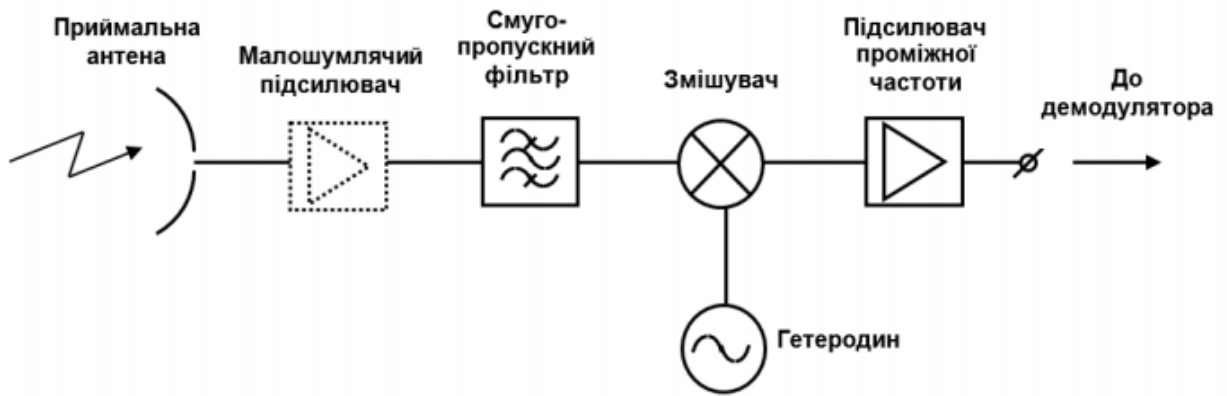 Приймальна
антена
Малошумлячий
підсилювач
Смуго-
пропускний
фільтр
Змішувач
Підсилювач
проміжної
частоти
До
демодулятора
Гетеродин